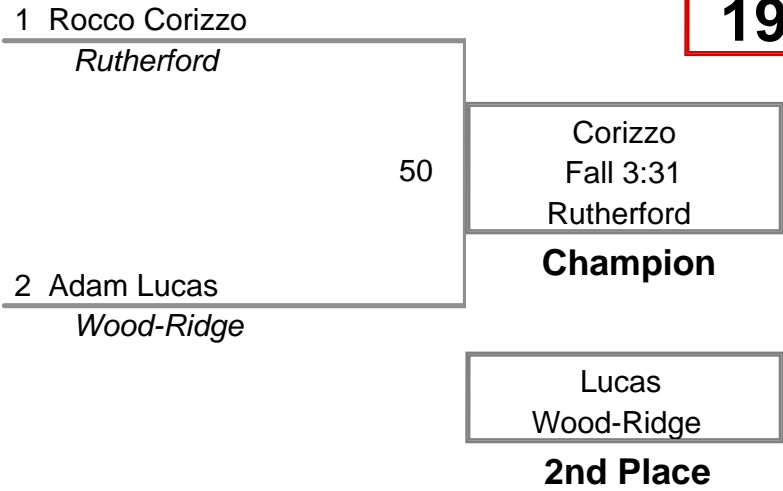 1 Rocco Corizzo
Rutherford
50
2 Adam Lucas
Wood-Ridge
Corizzo
Fall 3:31
Rutherford
Champion
Lucas
Wood-Ridge
2nd Place